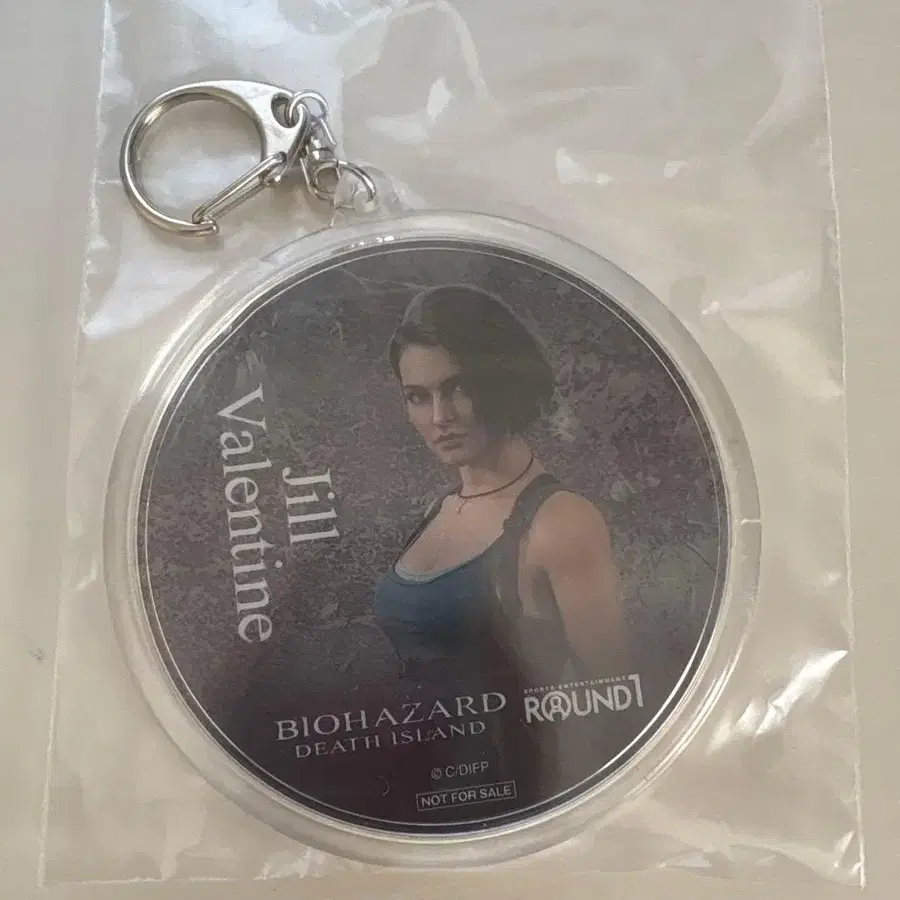 Jill
Valentine
BIOHAZARD
DEATH ISLAND
SPORTS ENTERTAINMENT
ROUND1
© C/DIFP
NOT FOR SALE